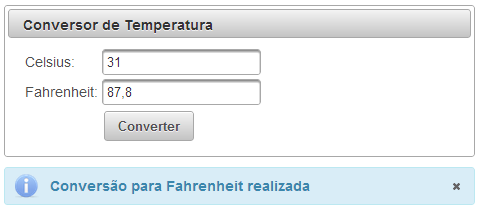 Conversor de Temperatura
Celsius: 31
Fahrenheit: 87,8
Converter
Conversão para Fahrenheit realizada